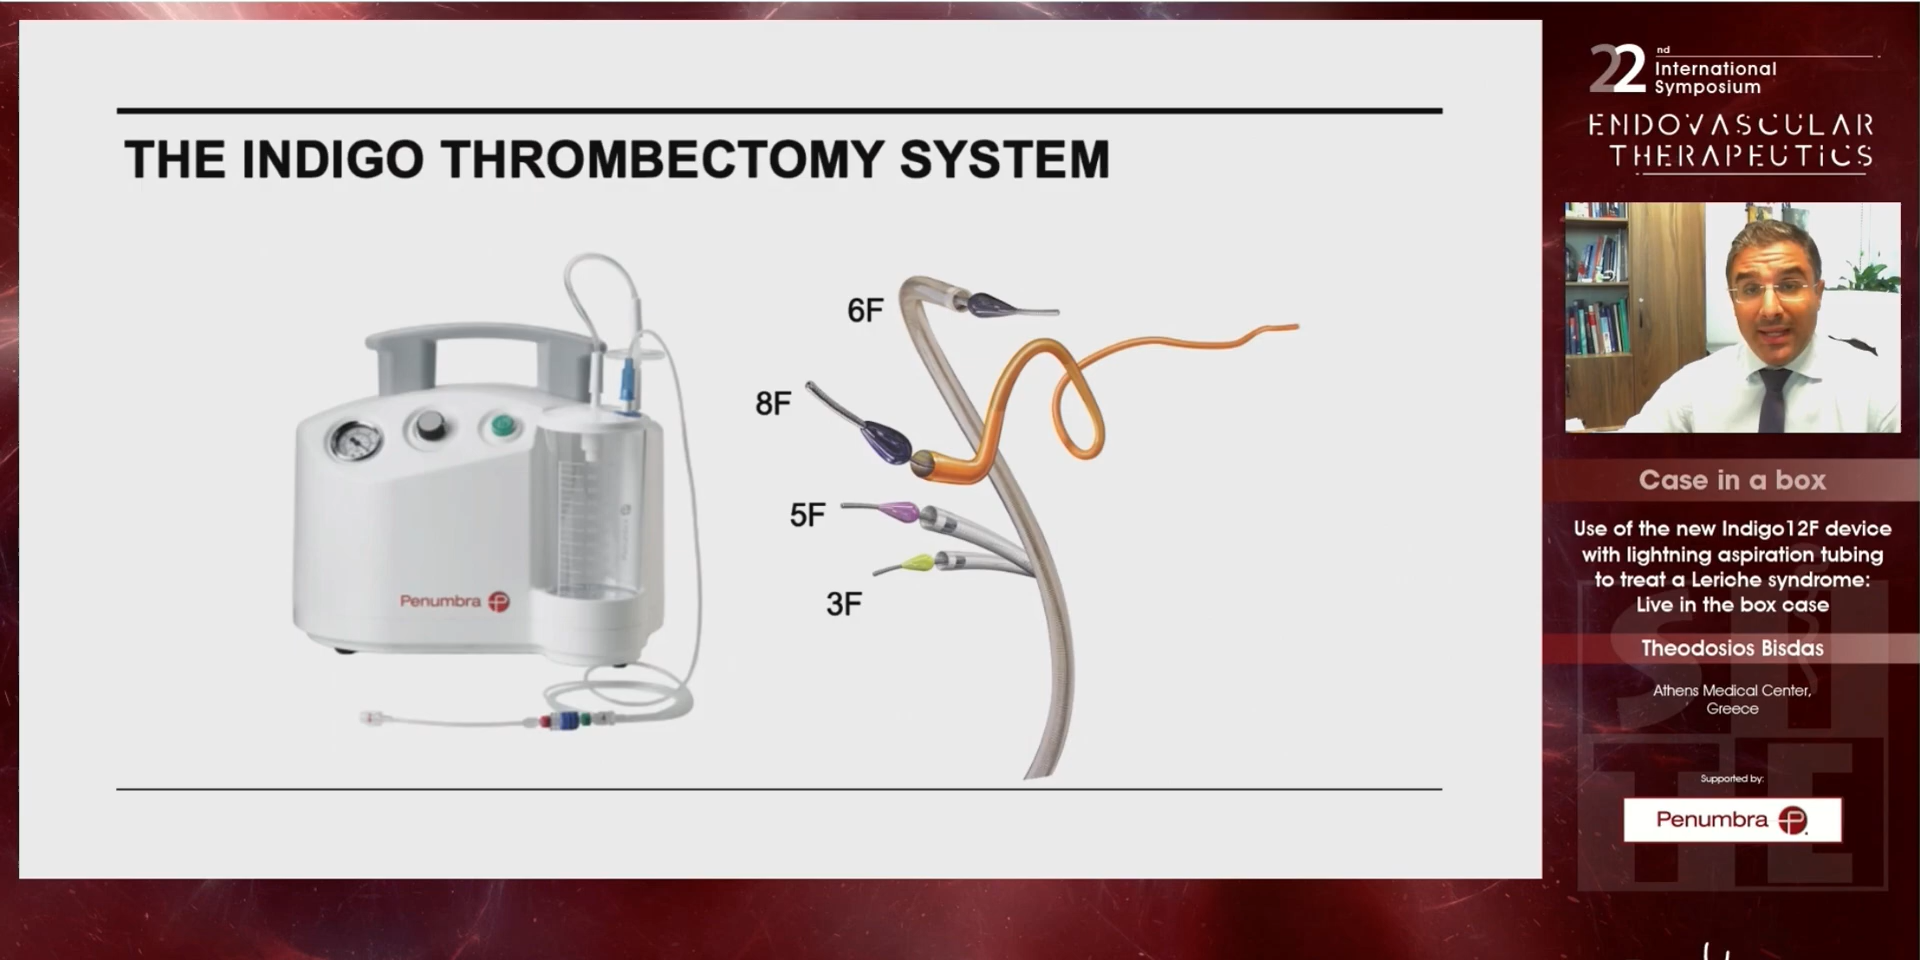 THE INDIGO THROMBECTOMY SYSTEM
6F
8F
5F
3F
Penumbra
22nd
International
Symposium
ENDOVASCULAR
THERAPEUTiCS
Case in a box
Use of the new Indigo12F device
with lightning aspiration tubing
to treat a Leriche syndrome:
Live in the box case
Theodosios Bisdas
Athens Medical Center,
Greece
Supported by:
Penumbra
SI
TE